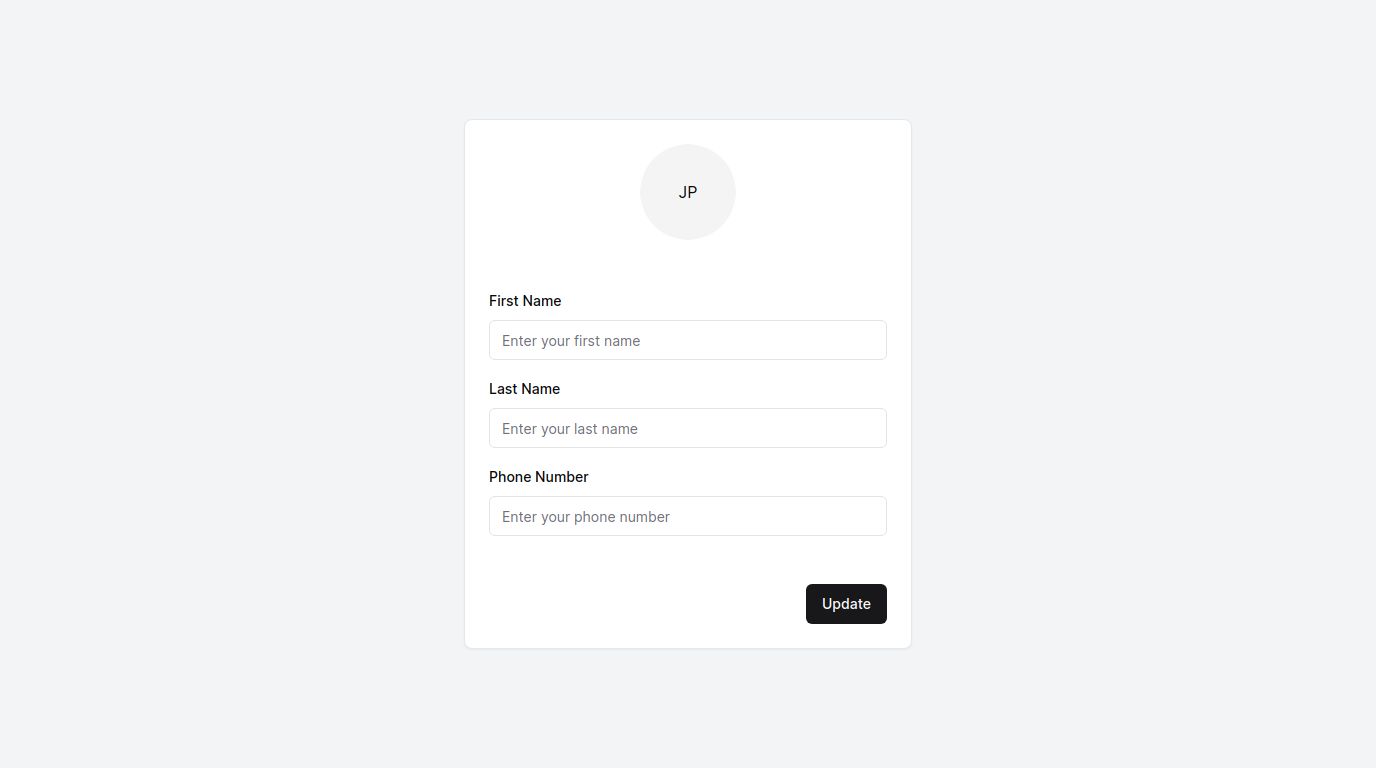 JP
First Name
Enter your first name
Last Name
Enter your last name
Phone Number
Enter your phone number
Update